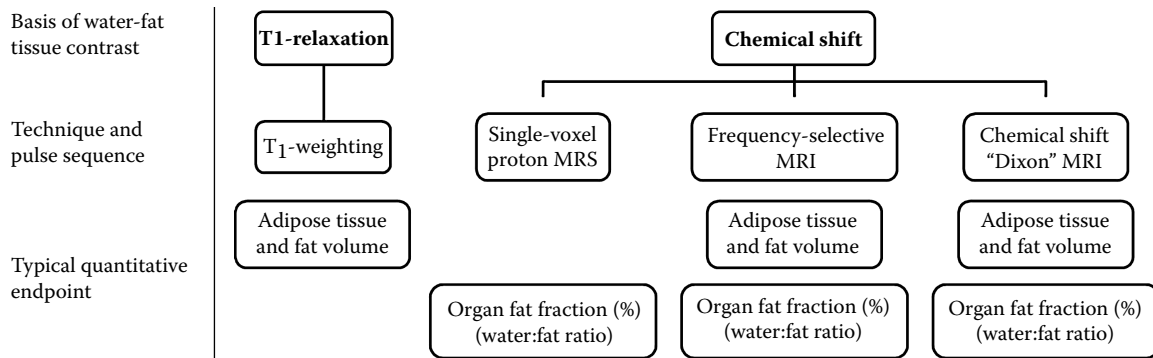 Basis of water-fat
tissue contrast
T1-relaxation
Chemical shift
Technique and
pulse sequence
T1-weighting
Single-voxel
proton MRS
Frequency-selective
MRI
Chemical shift
“Dixon” MRI
Typical quantitative
endpoint
Adipose tissue
and fat volume
Adipose tissue
and fat volume
Adipose tissue
and fat volume
Organ fat fraction (%)
(water:fat ratio)
Organ fat fraction (%)
(water:fat ratio)
Organ fat fraction (%)
(water:fat ratio)